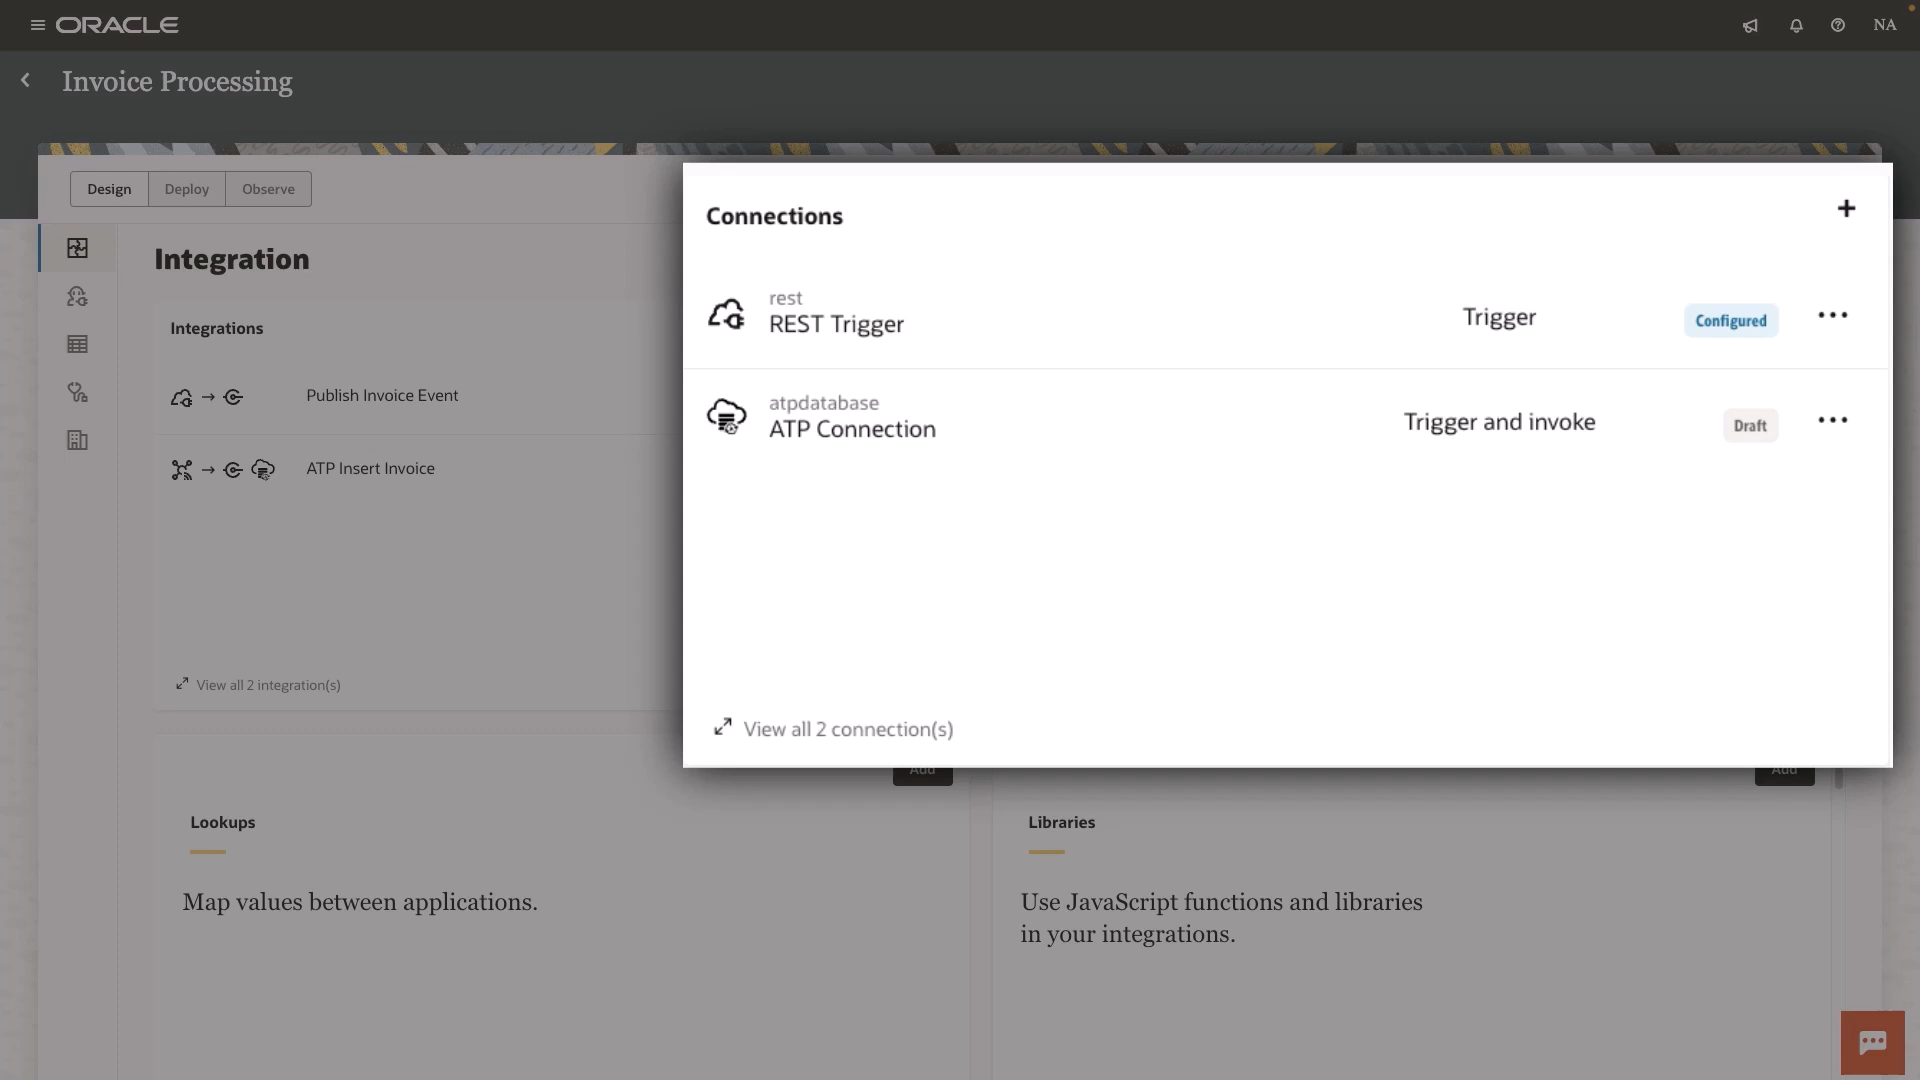 ORACLE
NA
Invoice Processing
Design
Deploy
Observe
Integration
Integrations
Publish Invoice Event
ATP Insert Invoice
View all 2 integration(s)
Connections
+
rest
REST Trigger
Trigger
Configured
atpdatabase
ATP Connection
Trigger and invoke
Draft
View all 2 connection(s)
Add
Add
Lookups
Map values between applications.
Libraries
Use JavaScript functions and libraries
in your integrations.